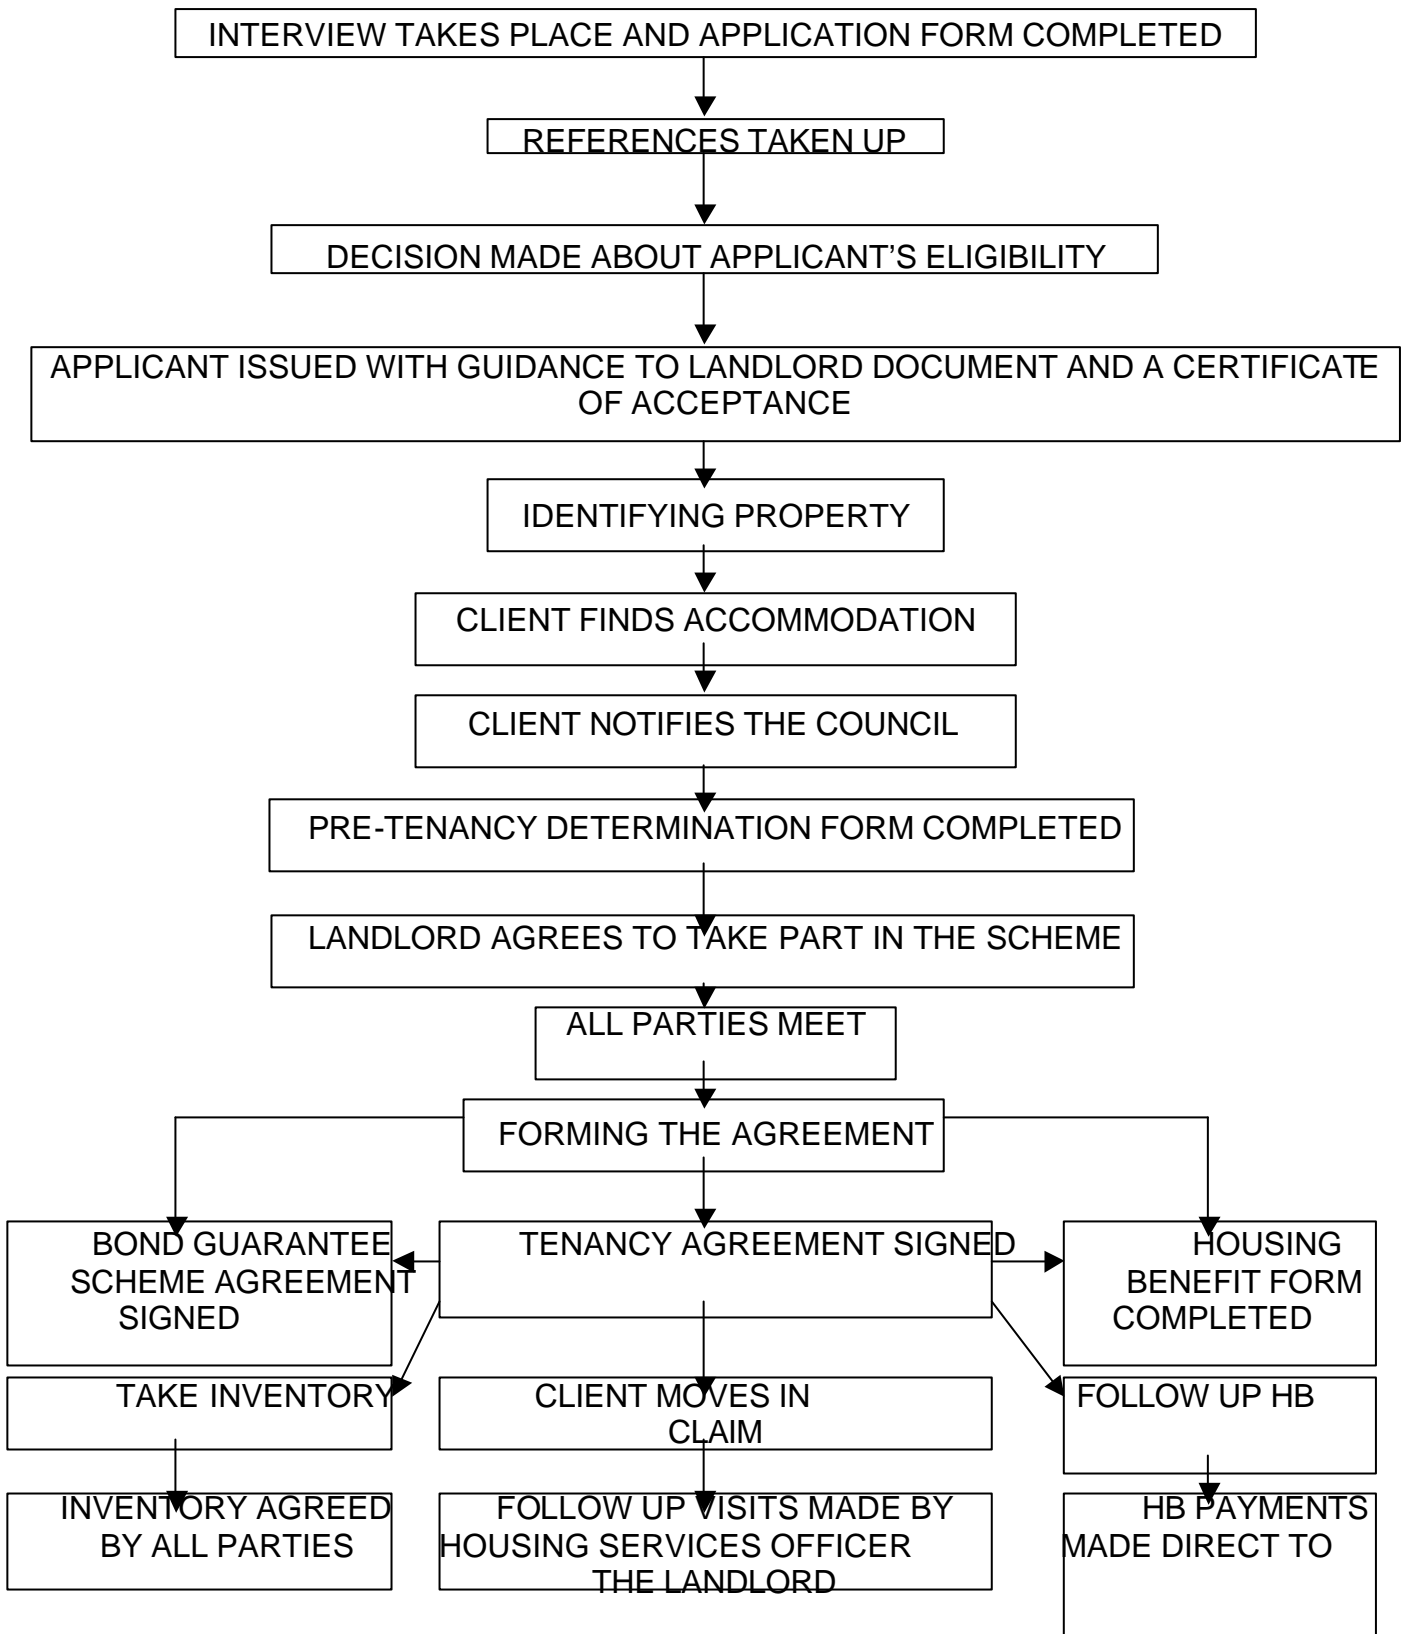 INTERVIEW TAKES PLACE AND APPLICATION FORM COMPLETED
REFERENCES TAKEN UP
DECISION MADE ABOUT APPLICANT’S ELIGIBILITY
APPLICANT ISSUED WITH GUIDANCE TO LANDLORD DOCUMENT AND A CERTIFICATE
OF ACCEPTANCE
IDENTIFYING PROPERTY
CLIENT FINDS ACCOMMODATION
CLIENT NOTIFIES THE COUNCIL
PRE-TENANCY DETERMINATION FORM COMPLETED
LANDLORD AGREES TO TAKE PART IN THE SCHEME
ALL PARTIES MEET
FORMING THE AGREEMENT
BOND GUARANTEE
SCHEME AGREEMENT
SIGNED
TENANCY AGREEMENT SIGNED
HOUSING
BENEFIT FORM
COMPLETED
TAKE INVENTORY
CLIENT MOVES IN
CLAIM
FOLLOW UP HB
INVENTORY AGREED
BY ALL PARTIES
FOLLOW UP VISITS MADE BY
HOUSING SERVICES OFFICER
THE LANDLORD
HB PAYMENTS
MADE DIRECT TO